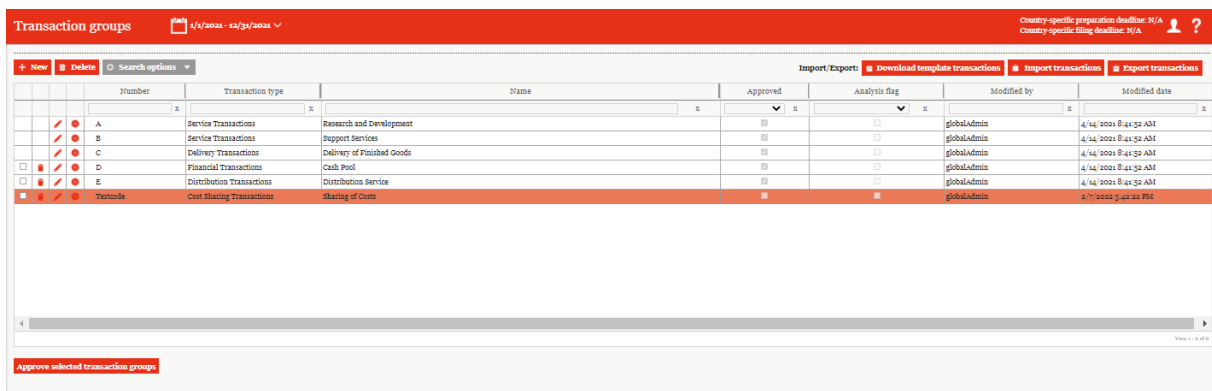 Transaction groups
1/1/2021 - 12/31/2021
Country-specific preparation deadline: N/A
Country-specific filing deadline: N/A
?
+ New Delete Search options
Import/Export: Download template transactions Import transactions Export transactions
Number Transaction type Name Approved Analysis flag Modified by Modified date
x x x x x x x
A Service Transactions Research and Development globalAdmin 4/14/2021 8:41:52 AM
B Service Transactions Support Services globalAdmin 4/14/2021 8:41:52 AM
C Delivery Transactions Delivery of Finished Goods globalAdmin 4/14/2021 8:41:52 AM
D Financial Transactions Cash Pool globalAdmin 4/14/2021 8:41:52 AM
E Distribution Transactions Distribution Service globalAdmin 4/14/2021 8:41:52 AM
Testcode Cost Sharing Transactions Sharing of Costs globalAdmin 2/7/2022 3:42:22 PM
View 1 - 6 of 6
Approve selected transaction groups